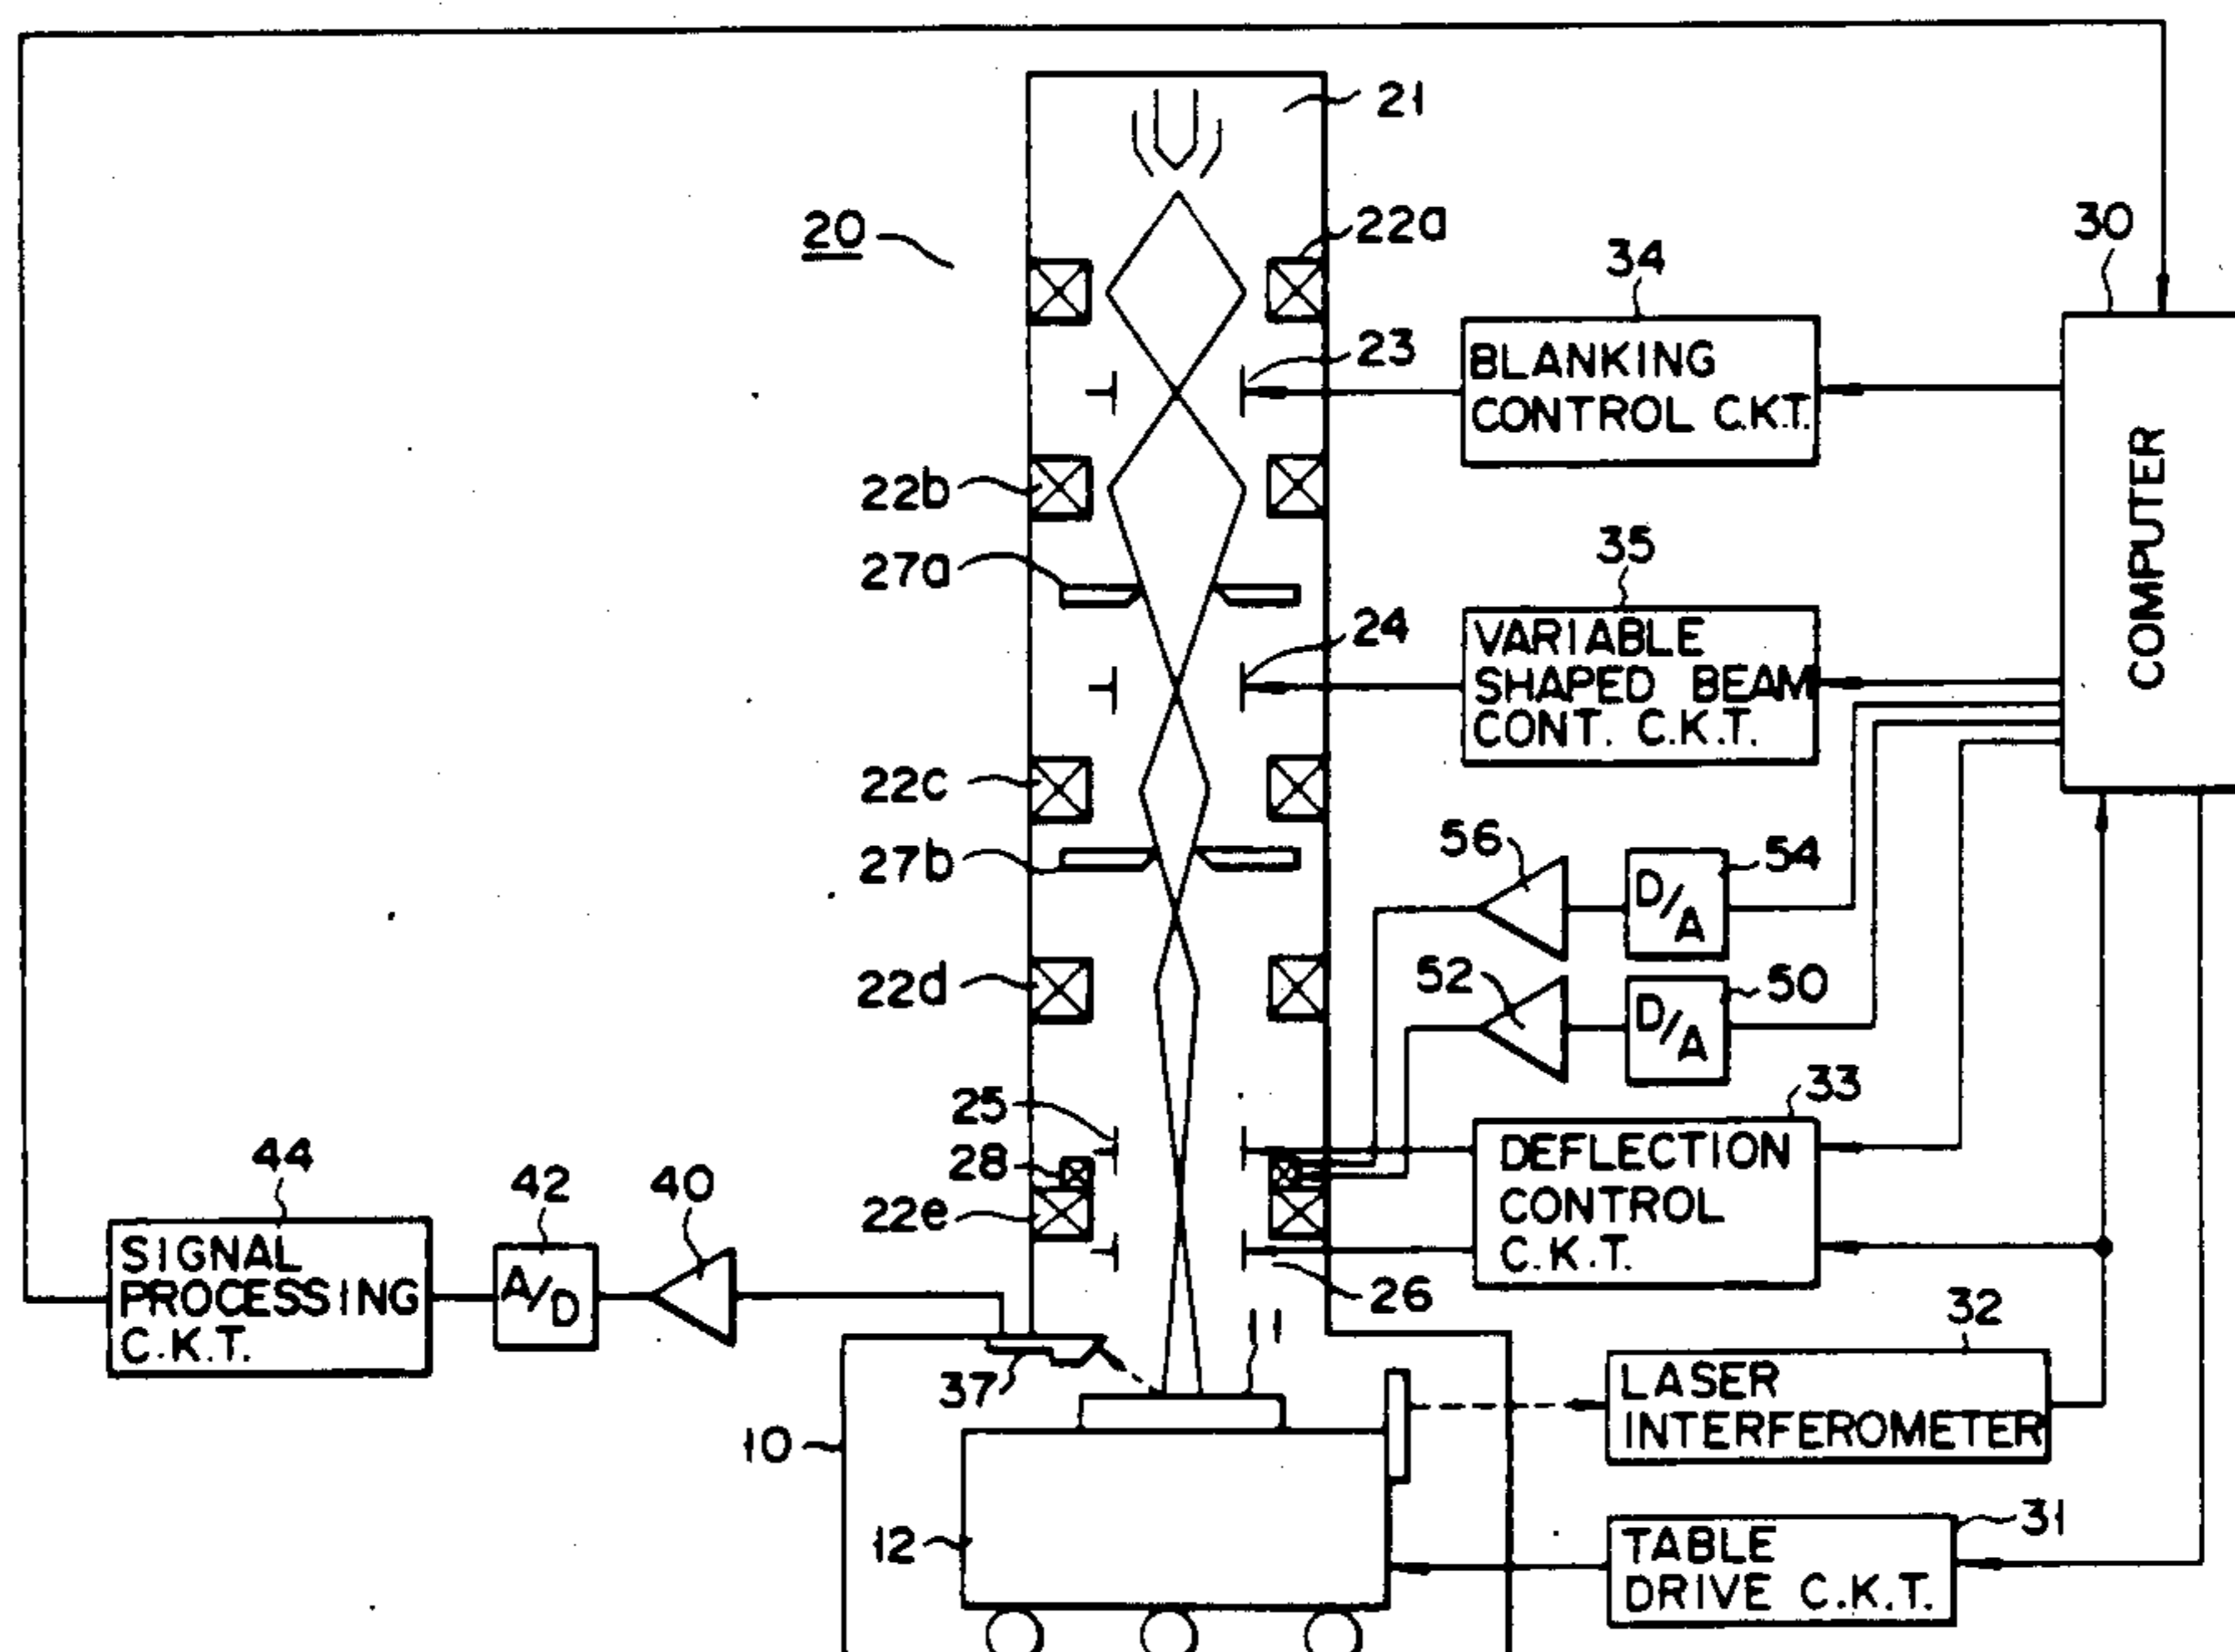 21
20
22a
30
34
23
BLANKING
CONTROL C.K.T.
COMPUTER
22b
35
27a
24
VARIABLE
SHAPED BEAM
CONT. C.K.T.
22c
56
54
27b
D/A
52
50
22d
D/A
33
25
28
DEFLECTION
CONTROL
C.K.T.
44
42
40
22e
SIGNAL
PROCESSING
C.K.T.
A/D
26
11
32
37
LASER
INTERFEROMETER
10
31
12
TABLE
DRIVE C.K.T.